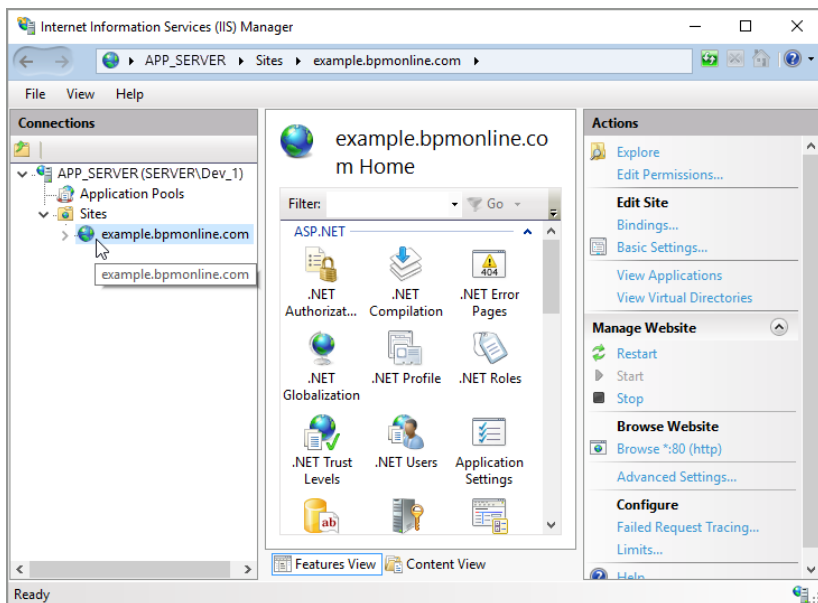 Internet Information Services (IIS) Manager
APP_SERVER Sites example.bpmonline.com
File View Help
Connections
APP_SERVER (SERVER\Dev_1)
Application Pools
Sites
example.bpmonline.com
example.bpmonline.com
example.bpmonline.co
m Home
Filter: Go
ASP.NET
.NET
Authorizat...
.NET
Compilation
404
.NET Error
Pages
.NET
Globalization
.NET Profile
.NET Roles
.NET Trust
Levels
.NET Users
Application
Settings
ab
Features View Content View
Actions
Explore
Edit Permissions...
Edit Site
Bindings...
Basic Settings...
View Applications
View Virtual Directories
Manage Website
Restart
Start
Stop
Browse Website
Browse *:80 (http)
Advanced Settings...
Configure
Failed Request Tracing...
Limits...
Help
Ready